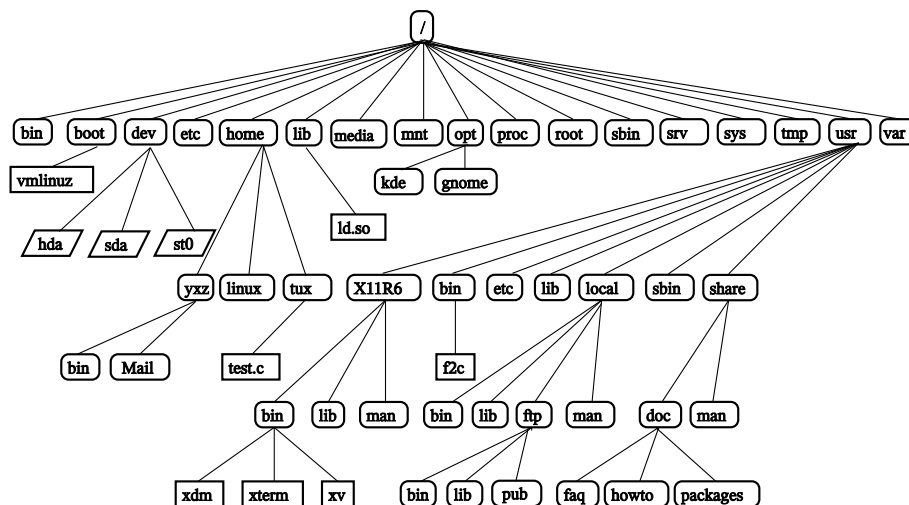 /
bin boot dev etc home lib media mnt opt proc root sbin srv sys tmp usr var
vmlinuz kde gnome
ld.so
hda sda st0
yxz linux tux X11R6 bin etc lib local sbin share
bin Mail test.c f2c
bin lib man bin lib ftp man doc man
xdm xterm xv bin lib pub faq howto packages